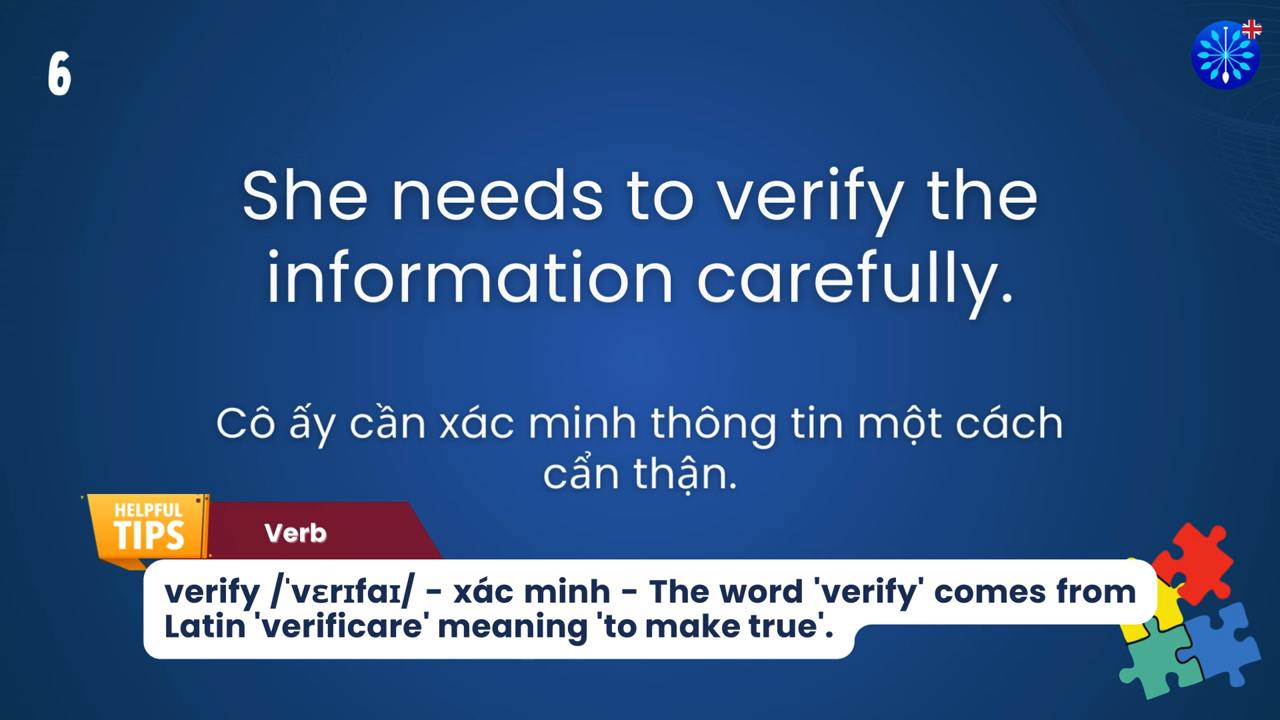 6
She needs to verify the
information carefully.
Cô ấy cần xác minh thông tin một cách
cẩn thận.
HELPFUL
TIPS
Verb
verify /ˈvɛrɪfaɪ/ - xác minh - The word 'verify' comes from
Latin 'verificare' meaning 'to make true'.